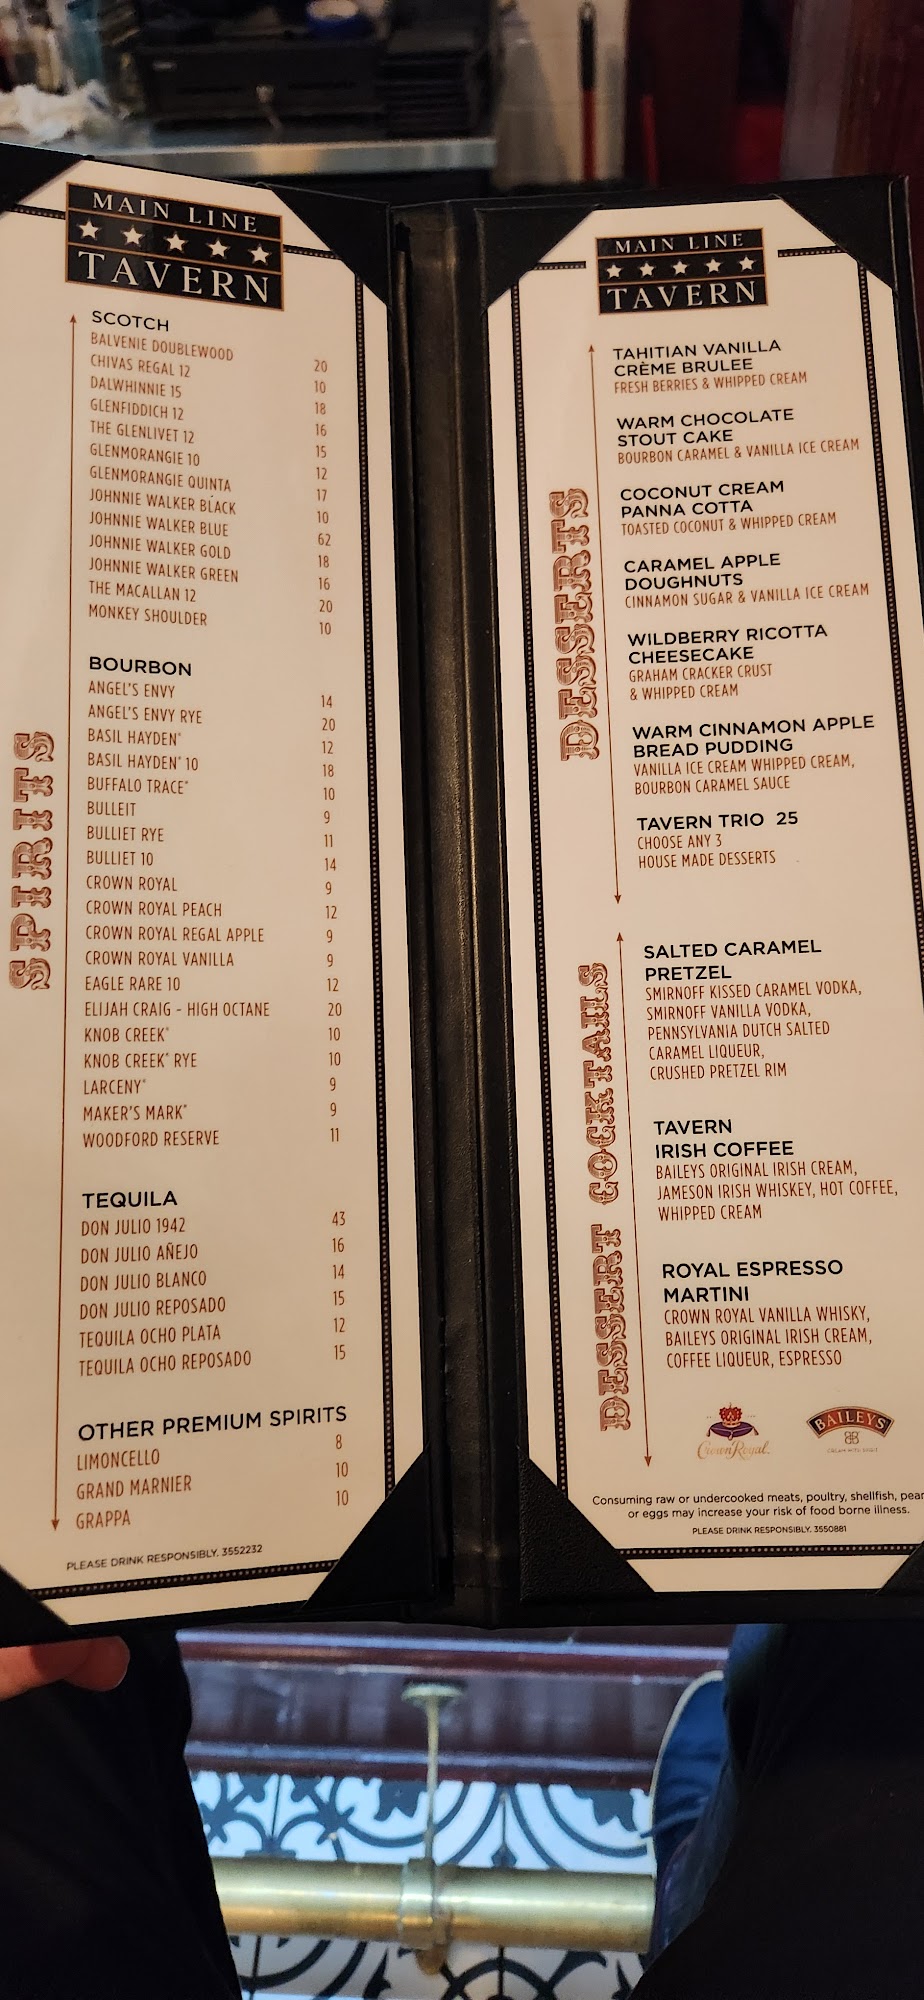 MAIN LINE
TAVERN
SPIRITS
SCOTCH
BALVENIE DOUBLEWOOD 20
CHIVAS REGAL 12 10
DALWHINNIE 15 18
GLENFIDDICH 12 16
THE GLENLIVET 12 15
GLENMORANGIE 10 12
GLENMORANGIE QUINTA 17
JOHNNIE WALKER BLACK 10
JOHNNIE WALKER BLUE 62
JOHNNIE WALKER GOLD 18
JOHNNIE WALKER GREEN 16
THE MACALLAN 12 20
MONKEY SHOULDER 10
BOURBON
ANGEL'S ENVY 14
ANGEL'S ENVY RYE 20
BASIL HAYDEN® 12
BASIL HAYDEN® 10 18
BUFFALO TRACE® 10
BULLEIT 9
BULLIET RYE 11
BULLIET 10 14
CROWN ROYAL 9
CROWN ROYAL PEACH 12
CROWN ROYAL REGAL APPLE 9
CROWN ROYAL VANILLA 9
EAGLE RARE 10 12
ELIJAH CRAIG - HIGH OCTANE 20
KNOB CREEK® 10
KNOB CREEK® RYE 10
LARCENY® 9
MAKER'S MARK® 9
WOODFORD RESERVE 11
TEQUILA
DON JULIO 1942 43
DON JULIO AÑEJO 16
DON JULIO BLANCO 14
DON JULIO REPOSADO 15
TEQUILA OCHO PLATA 12
TEQUILA OCHO REPOSADO 15
OTHER PREMIUM SPIRITS
LIMONCELLO 8
GRAND MARNIER 10
GRAPPA 10
PLEASE DRINK RESPONSIBLY. 3552232
MAIN LINE
TAVERN
DESSERTS
TAHITIAN VANILLA
CRÈME BRULEE
FRESH BERRIES & WHIPPED CREAM
WARM CHOCOLATE
STOUT CAKE
BOURBON CARAMEL & VANILLA ICE CREAM
COCONUT CREAM
PANNA COTTA
TOASTED COCONUT & WHIPPED CREAM
CARAMEL APPLE
DOUGHNUTS
CINNAMON SUGAR & VANILLA ICE CREAM
WILDBERRY RICOTTA
CHEESECAKE
GRAHAM CRACKER CRUST
& WHIPPED CREAM
WARM CINNAMON APPLE
BREAD PUDDING
VANILLA ICE CREAM WHIPPED CREAM,
BOURBON CARAMEL SAUCE
TAVERN TRIO 25
CHOOSE ANY 3
HOUSE MADE DESSERTS
DESSERT COCKTAILS
SALTED CARAMEL
PRETZEL
SMIRNOFF KISSED CARAMEL VODKA,
SMIRNOFF VANILLA VODKA,
PENNSYLVANIA DUTCH SALTED
CARAMEL LIQUEUR,
CRUSHED PRETZEL RIM
TAVERN
IRISH COFFEE
BAILEYS ORIGINAL IRISH CREAM,
JAMESON IRISH WHISKEY, HOT COFFEE,
WHIPPED CREAM
ROYAL ESPRESSO
MARTINI
CROWN ROYAL VANILLA WHISKY,
BAILEYS ORIGINAL IRISH CREAM,
COFFEE LIQUEUR, ESPRESSO
Crown Royal.
BAILEYS
Consuming raw or undercooked meats, poultry, shellfish, pear
or eggs may increase your risk of food borne illness.
PLEASE DRINK RESPONSIBLY. 3550881